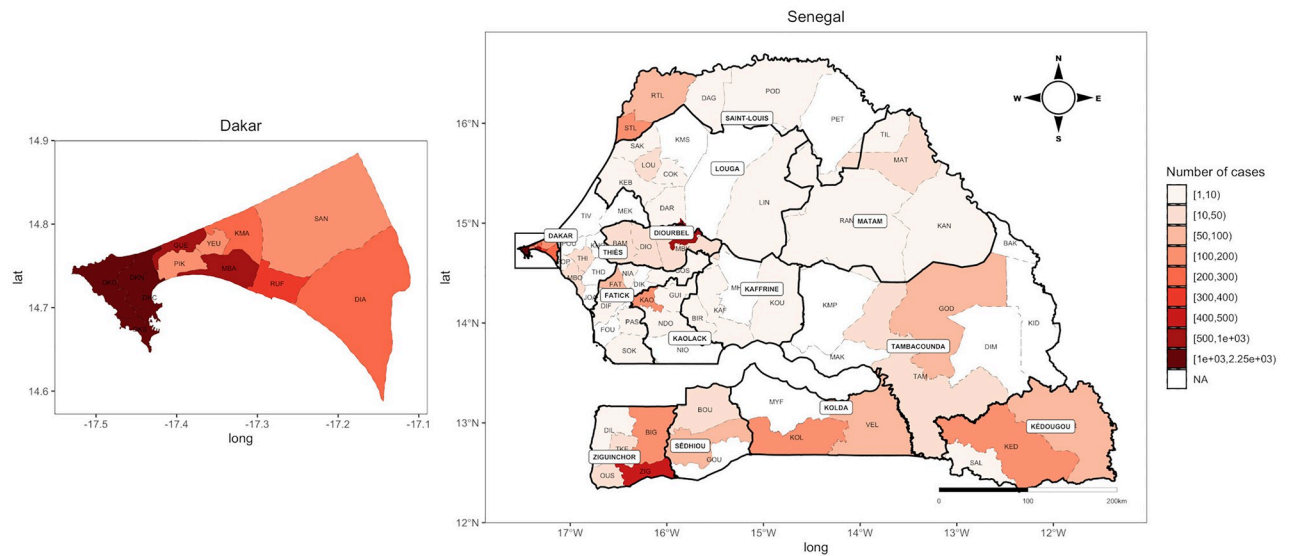 Dakar
14.9
14.8
14.7
14.6
lat
-17.5
-17.4
-17.3
-17.2
-17.1
long
SAN
KMA
YEU
GUE
PIK
MBA
DKN
RUF
DIA
Senegal
16°N
15°N
14°N
13°N
12°N
lat
17°W
16°W
15°W
14°W
13°W
12°W
long
N
W
E
S
RTL
DAG
POD
PET
STL
SAINT-LOUIS
TIL
SAK
KMS
MAT
LOU
COK
LOUGA
KEB
LIN
DAR
MEK
TIV
RAN
MATAM
KAN
DAKAR
DIOURBEL
BAK
BAM
DIO
THIÈS
THI
THD
NIA
GOS
MBO
FAT
DIK
GUI
KAFFRINE
FATICK
KAO
KOU
KMP
GOD
KAF
BIR
PAS
NDO
FOU
KID
KAOLACK
NIO
SOK
MAK
TAMBACOUNDA
DIM
TAM
MYF
BOU
KOLDA
VEL
KOL
DIL
BIG
SÉDHIOU
GOU
ZIGUINCHOR
OUS
ZIG
KÉDOUGOU
KED
SAL
0
100
200km
Number of cases
[1,10)
[10,50)
[50,100)
[100,200)
[200,300)
[300,400)
[400,500)
[500,1e+03)
[1e+03,2.25e+03)
NA